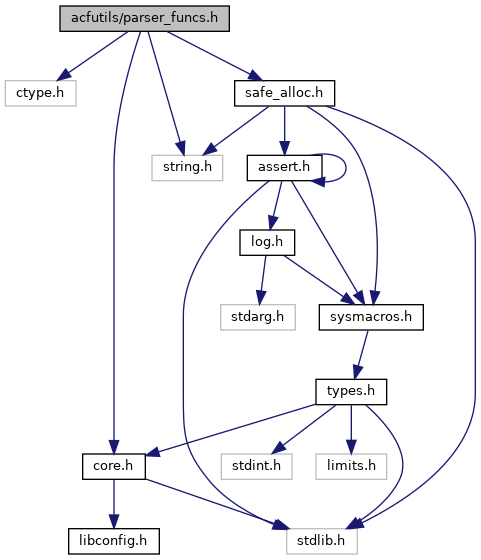 acfutils/parser_funcs.h
ctype.h
safe_alloc.h
string.h
assert.h
log.h
stdarg.h
sysmacros.h
types.h
core.h
stdint.h
limits.h
libconfig.h
stdlib.h